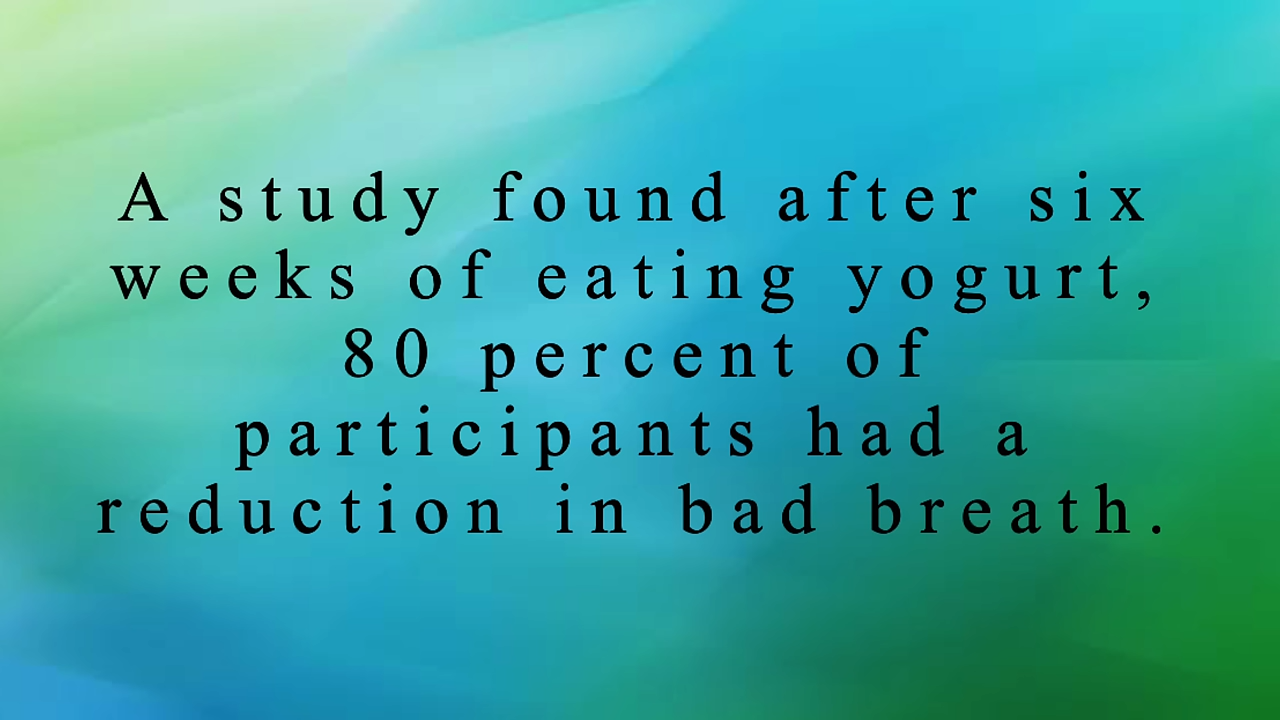 A study found after six
weeks of eating yogurt,
80 percent of
participants had a
reduction in bad breath.